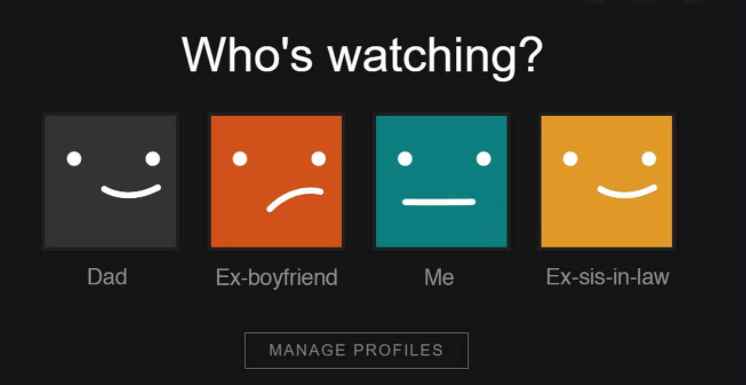 Who's watching?
Dad Ex-boyfriend Me Ex-sis-in-law
MANAGE PROFILES